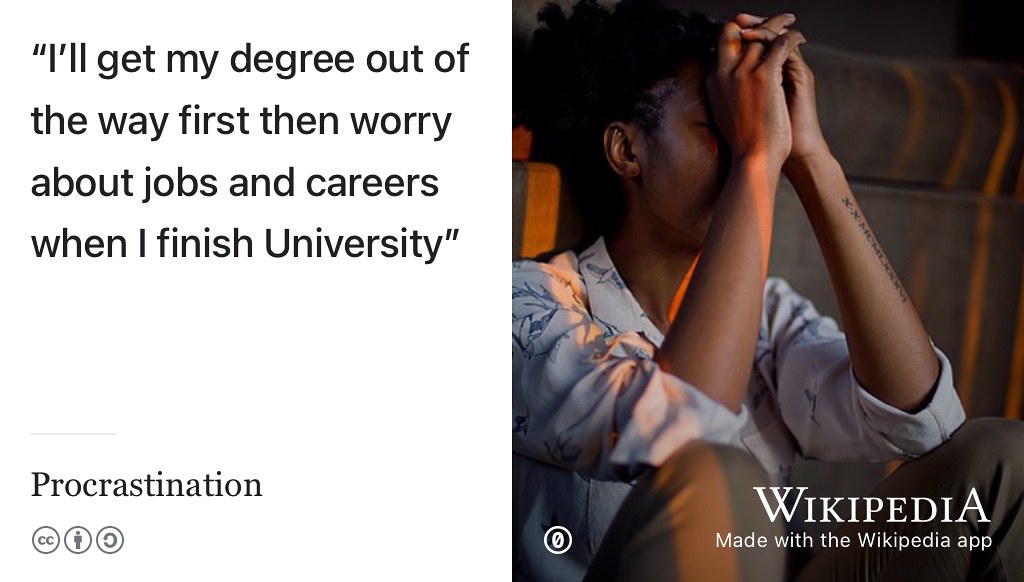 “I’ll get my degree out of
the way first then worry
about jobs and careers
when I finish University”
Procrastination
cc
WIKIPEDIA
Made with the Wikipedia app